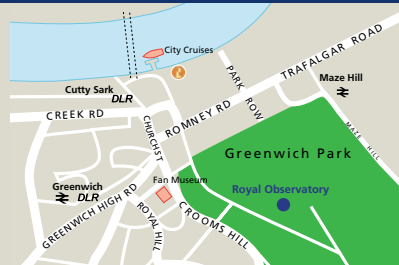 City Cruises
TRAFALGAR ROAD
PARK ROW
Maze Hill
Cutty Sark
DLR
CREEK RD
ROMNEY RD
CHURCH ST
MAZE HILL
Greenwich Park
Fan Museum
Greenwich
DLR
Royal Observatory
GREENWICH HIGH RD
ROYAL HILL
CROOMS HILL